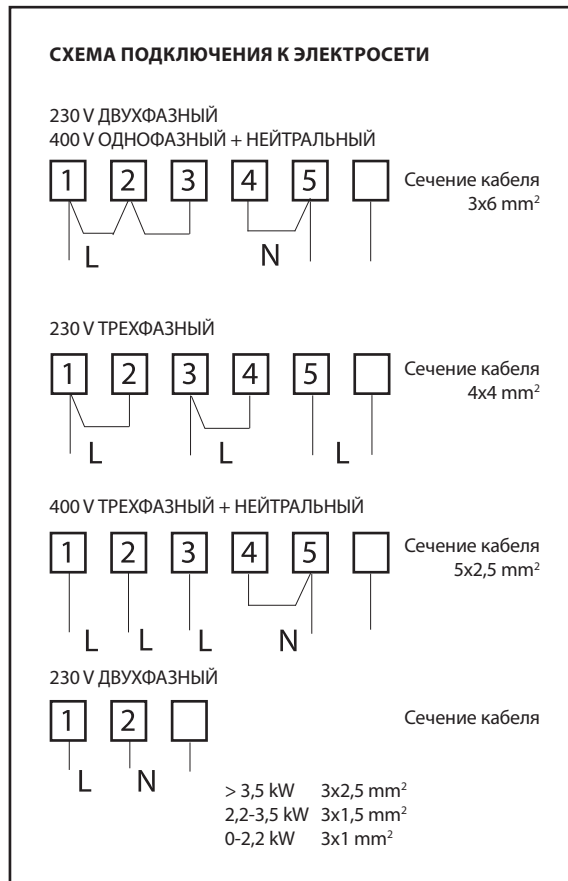 СХЕМА ПОДКЛЮЧЕНИЯ К ЭЛЕКТРОСЕТИ
230 V ДВУХФАЗНЫЙ
400 V ОДНОФАЗНЫЙ + НЕЙТРАЛЬНЫЙ
1 2 3 4 5 Сечение кабеля
3x6 mm²
L N
230 V ТРЕХФАЗНЫЙ
1 2 3 4 5 Сечение кабеля
4x4 mm²
L L L
400 V ТРЕХФАЗНЫЙ + НЕЙТРАЛЬНЫЙ
1 2 3 4 5 Сечение кабеля
5x2,5 mm²
L L L N
230 V ДВУХФАЗНЫЙ
1 2 Сечение кабеля
L N
> 3,5 kW 3x2,5 mm²
2,2-3,5 kW 3x1,5 mm²
0-2,2 kW 3x1 mm²